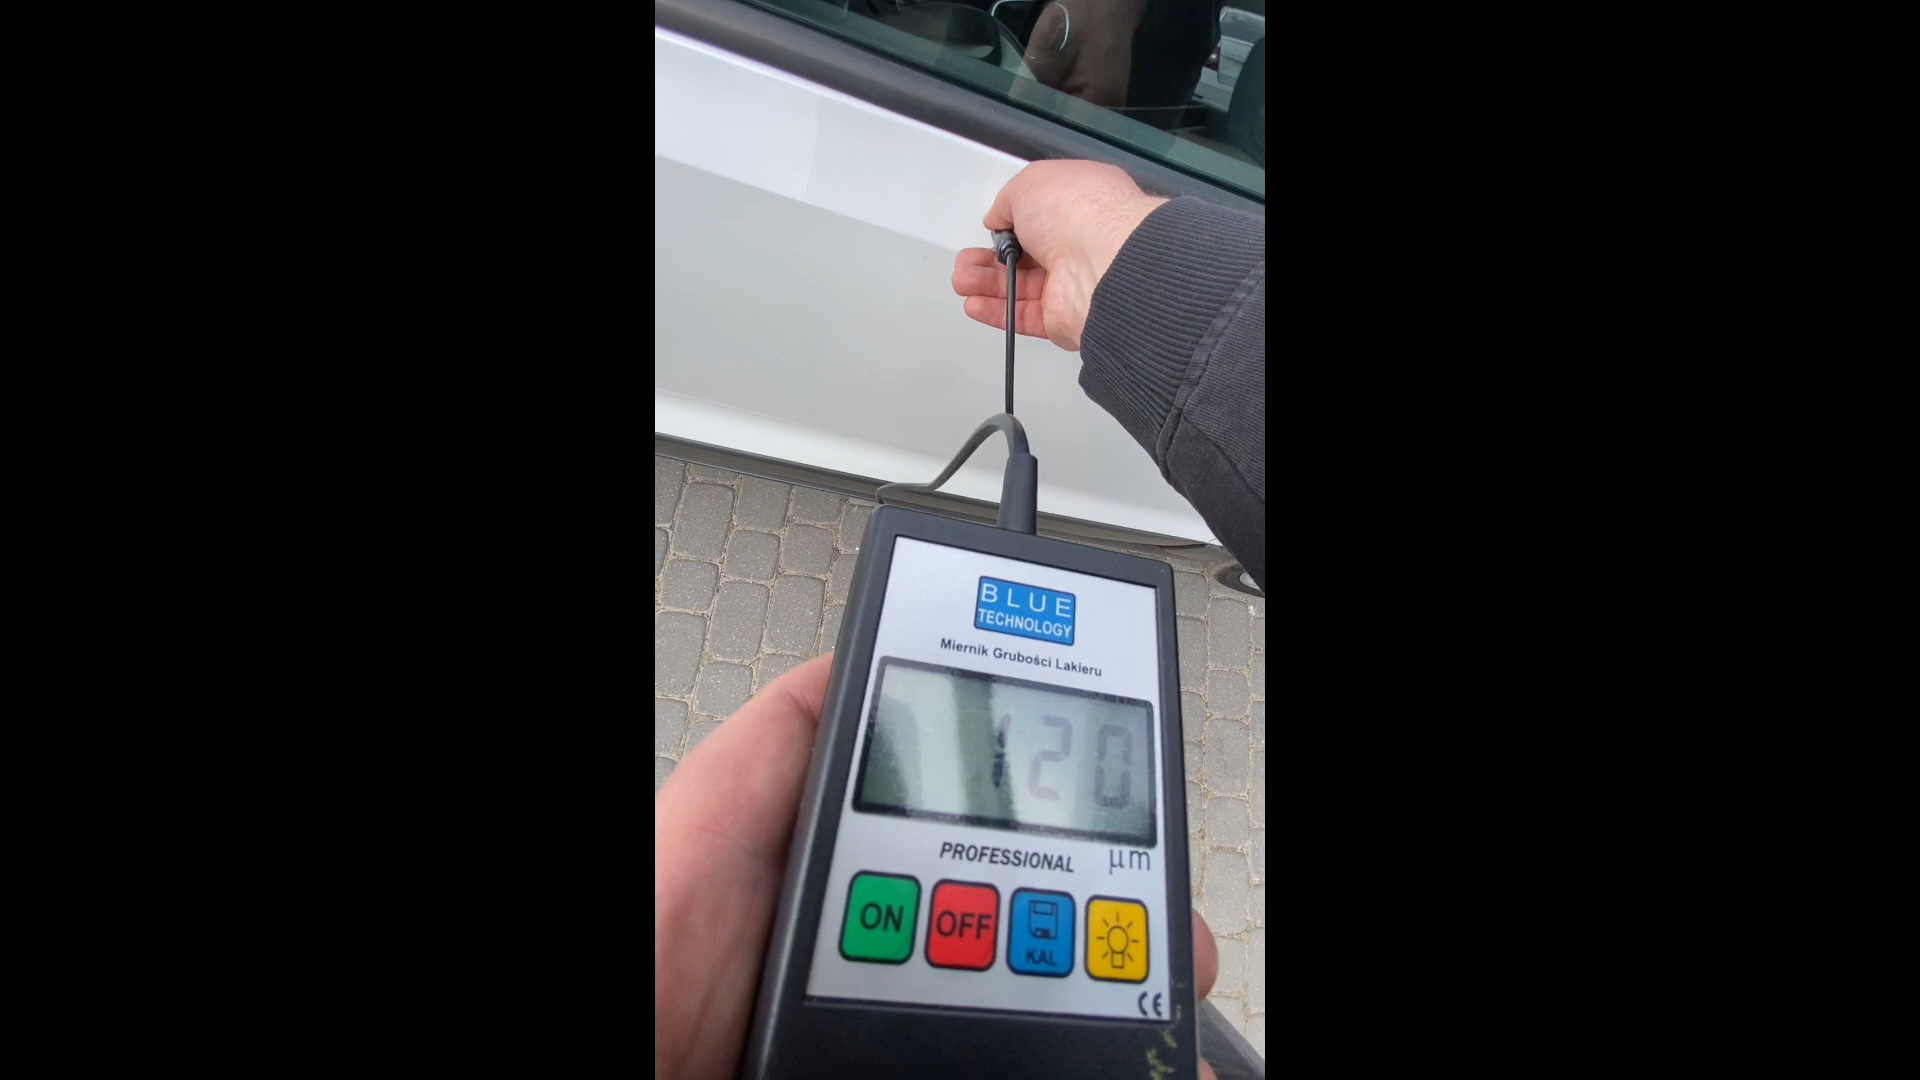 BLUE
TECHNOLOGY
Miernik Grubości Lakieru
120
PROFESSIONAL
µm
ON
OFF
KAL
CE